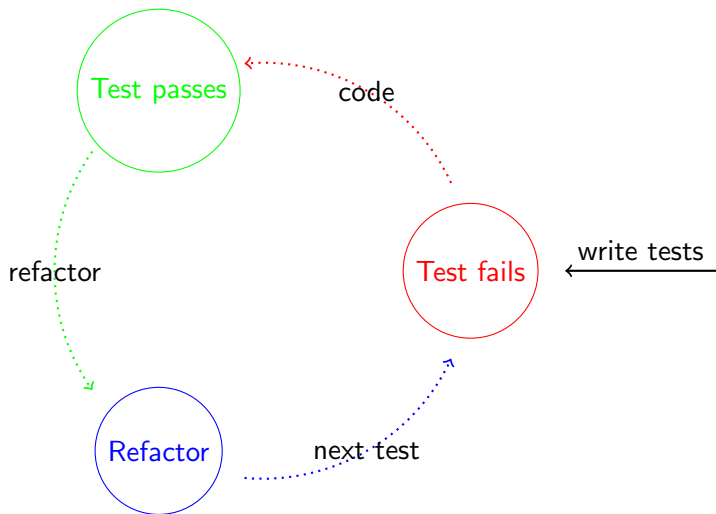 Test passes
code
write tests
refactor
Test fails
Refactor
next test